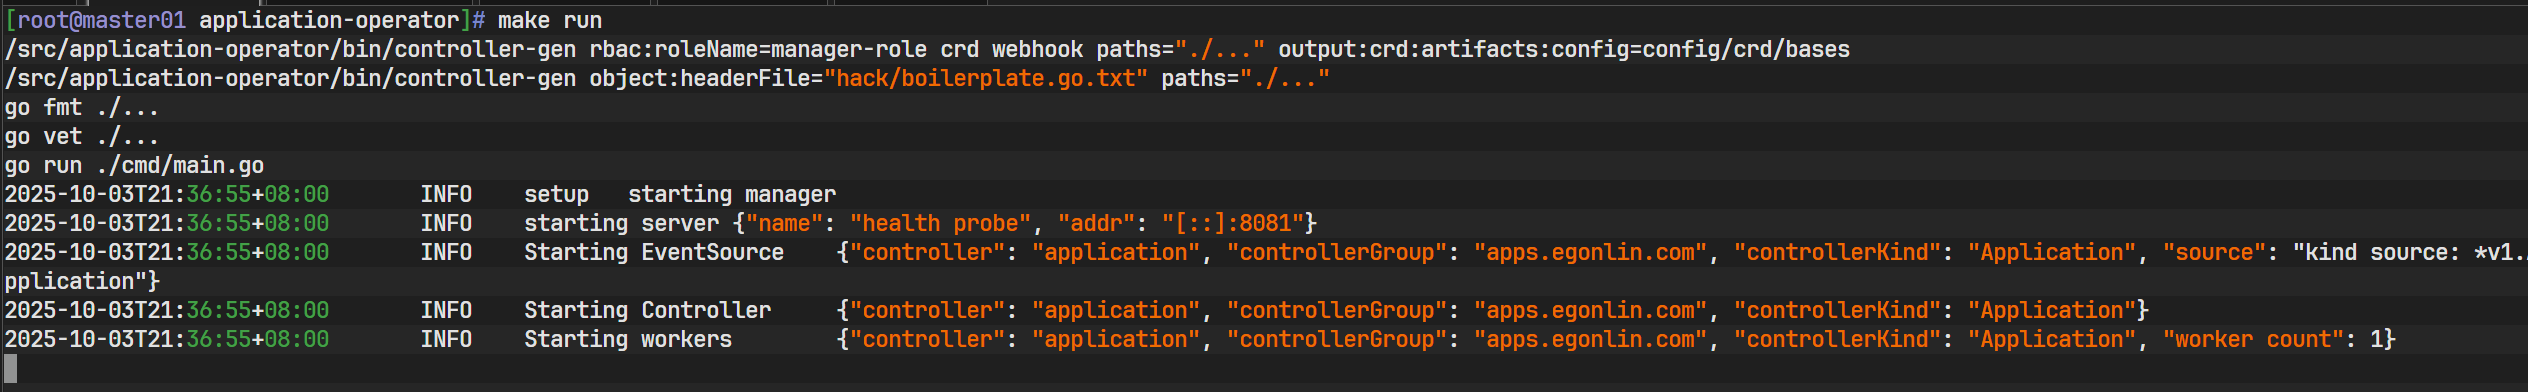 [root@master01 application-operator]# make run
/src/application-operator/bin/controller-gen rbac:roleName=manager-role crd webhook paths="./..." output:crd:artifacts:config=config/crd/bases
/src/application-operator/bin/controller-gen object:headerFile="hack/boilerplate.go.txt" paths="./..."
go fmt ./...
go vet ./...
go run ./cmd/main.go
2025-10-03T21:36:55+08:00 INFO setup starting manager
2025-10-03T21:36:55+08:00 INFO starting server {"name": "health probe", "addr": "[::]:8081"}
2025-10-03T21:36:55+08:00 INFO Starting EventSource {"controller": "application", "controllerGroup": "apps.egonlin.com", "controllerKind": "Application", "source": "kind source: *v1.A
pplication"}
2025-10-03T21:36:55+08:00 INFO Starting Controller {"controller": "application", "controllerGroup": "apps.egonlin.com", "controllerKind": "Application"}
2025-10-03T21:36:55+08:00 INFO Starting workers {"controller": "application", "controllerGroup": "apps.egonlin.com", "controllerKind": "Application", "worker count": 1}